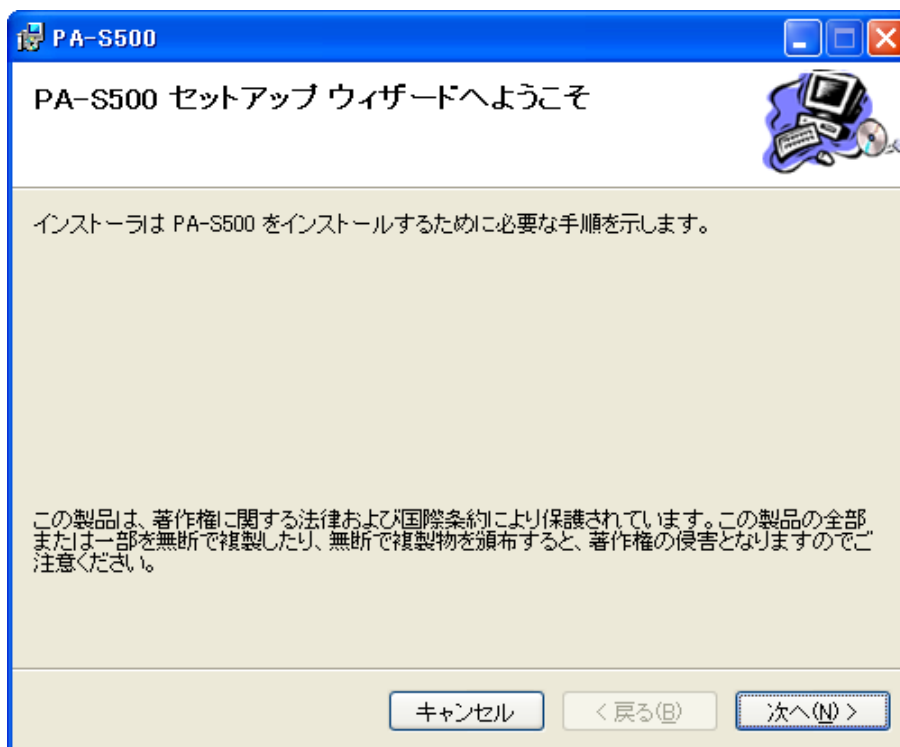 PA-S500
PA-S500 セットアップ ウィザードへようこそ
インストーラは PA-S500 をインストールするために必要な手順を示します。
この製品は、著作権に関する法律および国際条約により保護されています。この製品の全部
または一部を無断で複製したり、無断で複製物を頒布すると、著作権の侵害となりますのでご
注意ください。
キャンセル
< 戻る(B)
次へ(N) >